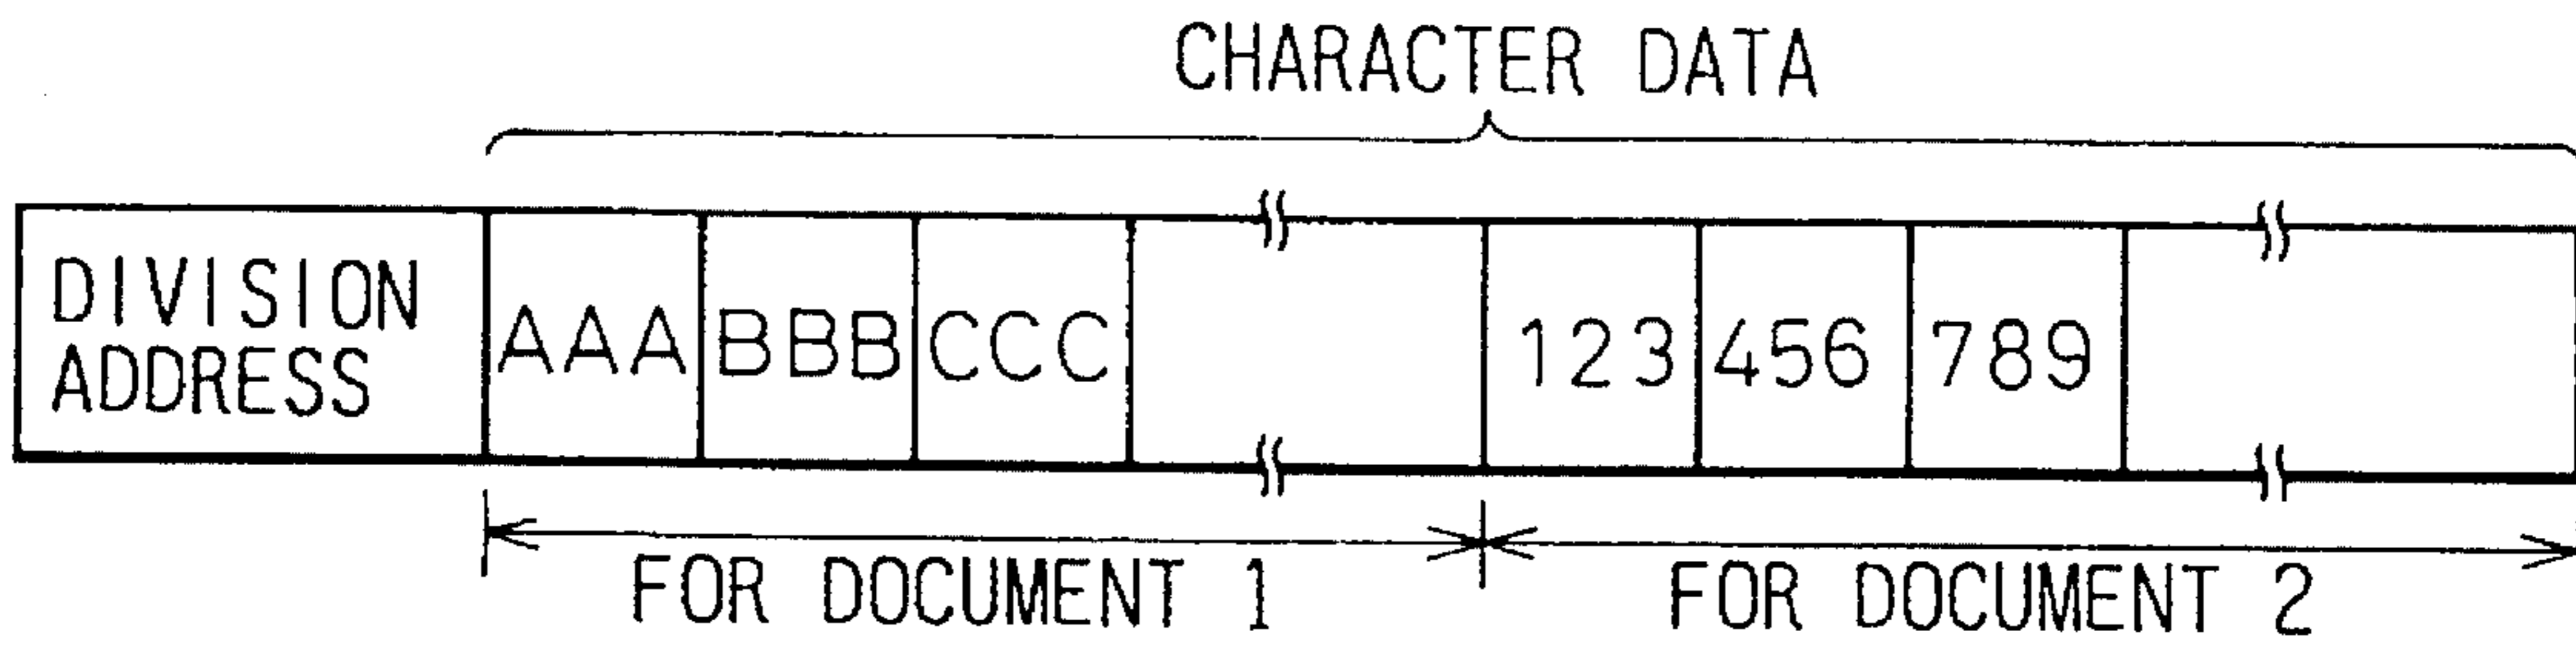 CHARACTER DATA
DIVISION
ADDRESS
AAA BBB CCC 123 456 789
FOR DOCUMENT 1 FOR DOCUMENT 2